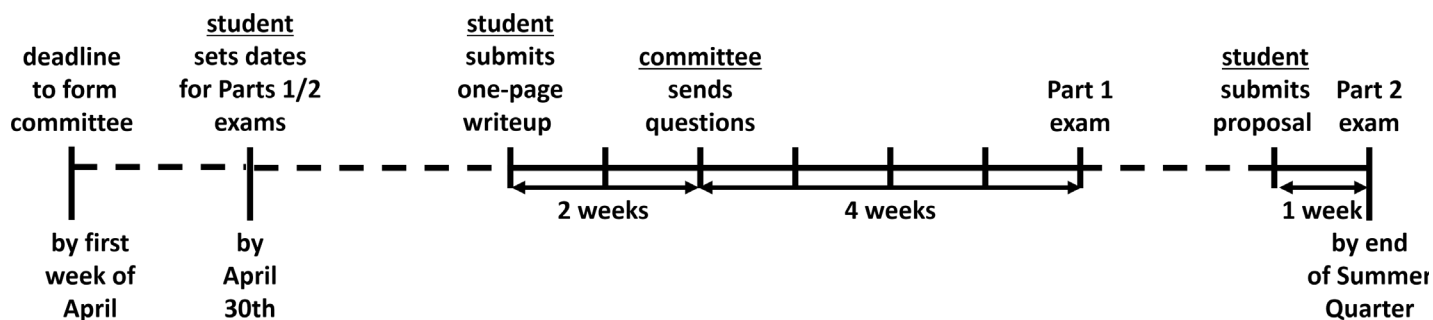 deadline
to form
committee
student
sets dates
for Parts 1/2
exams
student
submits
one-page
writeup
committee
sends
questions
Part 1
exam
student
submits
proposal
Part 2
exam
2 weeks
4 weeks
1 week
by first
week of
April
by
April
30th
by end
of Summer
Quarter